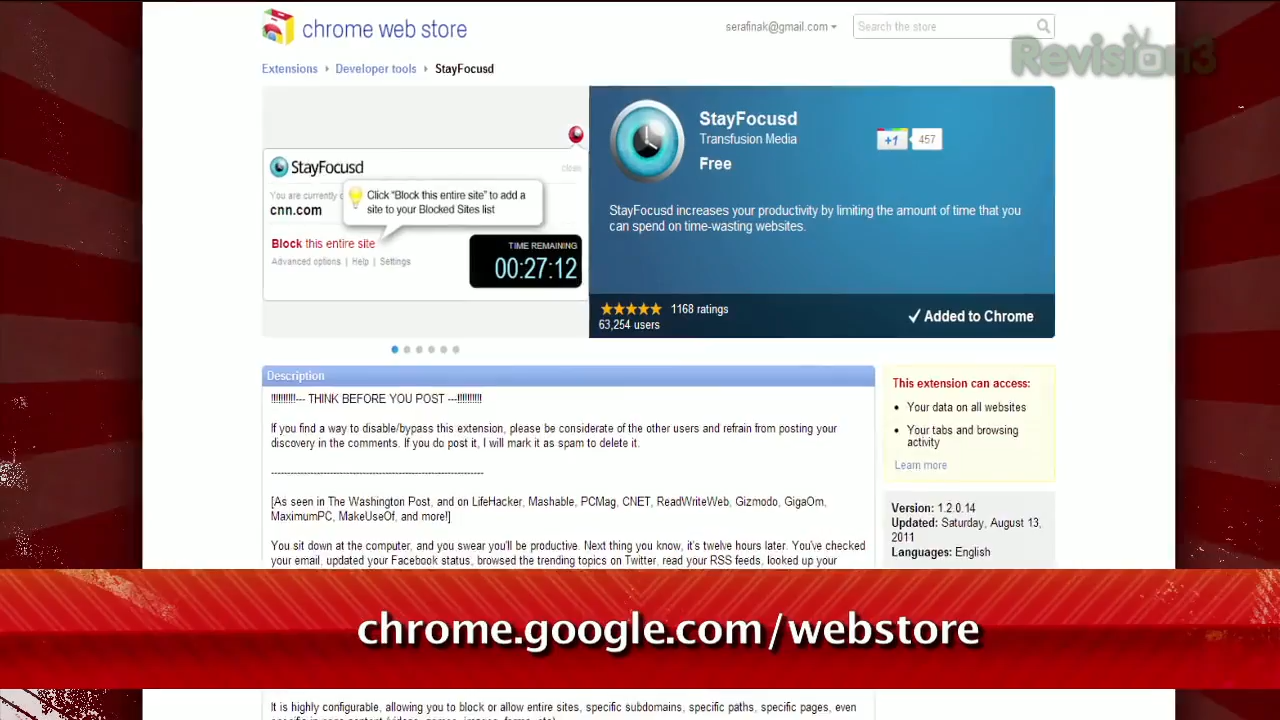 chrome web store
serafinak@gmail.com
Search the store
Revision3
Extensions
Developer tools
StayFocusd
StayFocusd
clean
You are currently
cnn.com
Click "Block this entire site" to add a
site to your Blocked Sites list
Block this entire site
Advanced options | Help | Settings
TIME REMAINING
00:27:12
StayFocusd
Transfusion Media
Free
+1
457
StayFocusd increases your productivity by limiting the amount of time that you
can spend on time-wasting websites.
1168 ratings
63,254 users
Added to Chrome
Description
!!!!!!!!!!--- THINK BEFORE YOU POST ---!!!!!!!!!!
If you find a way to disable/bypass this extension, please be considerate of the other users and refrain from posting your
discovery in the comments. If you do post it, I will mark it as spam to delete it.
----------------------------------------------------------------
[As seen in The Washington Post, and on LifeHacker, Mashable, PCMag, CNET, ReadWriteWeb, Gizmodo, GigaOm,
MaximumPC, MakeUseOf, and more!]
You sit down at the computer, and you swear you'll be productive. Next thing you know, it's twelve hours later. You've checked
your email, updated your Facebook status, browsed the trending topics on Twitter, read your RSS feeds, looked up your
This extension can access:
Your data on all websites
Your tabs and browsing
activity
Learn more
Version: 1.2.0.14
Updated: Saturday, August 13,
2011
Languages: English
chrome.google.com/webstore
It is highly configurable, allowing you to block or allow entire sites, specific subdomains, specific paths, specific pages, even